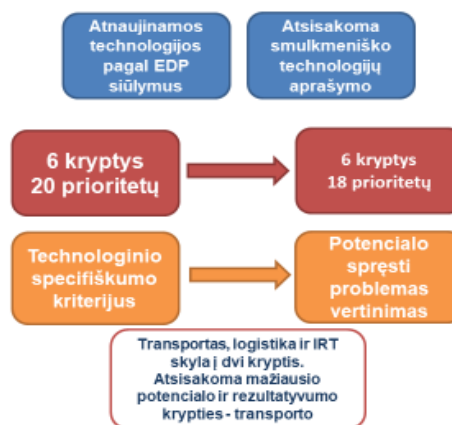 Atnaujinamos
technologijos
pagal EDP
siūlymus
Atsisakoma
smulkmeniško
technologijų
aprašymo
6 kryptys
20 prioritetų
6 kryptys
18 prioritetų
Technologinio
specifiškumo
kriterijus
Potencialo
spręsti
problemas
vertinimas
Transportas, logistika ir IRT
skyla į dvi kryptis.
Atsisakoma mažiausio
potencialo ir rezultatyvumo
krypties - transporto